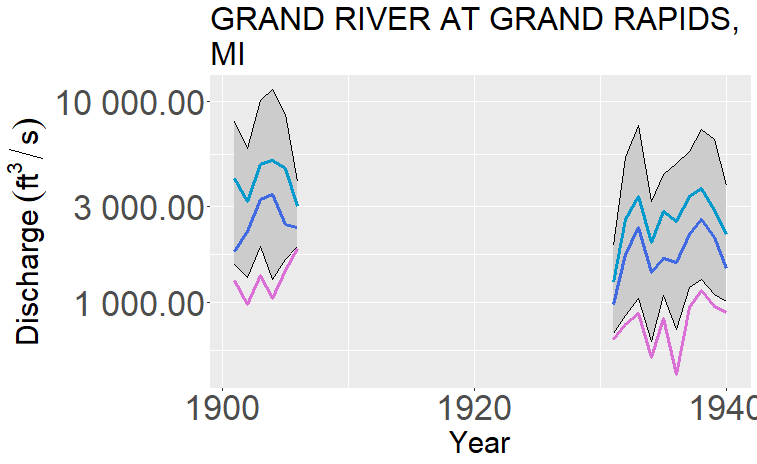 GRAND RIVER AT GRAND RAPIDS,
MI
Discharge (ft³/s)
10 000.00
3 000.00
1 000.00
1900 1920 1940
Year